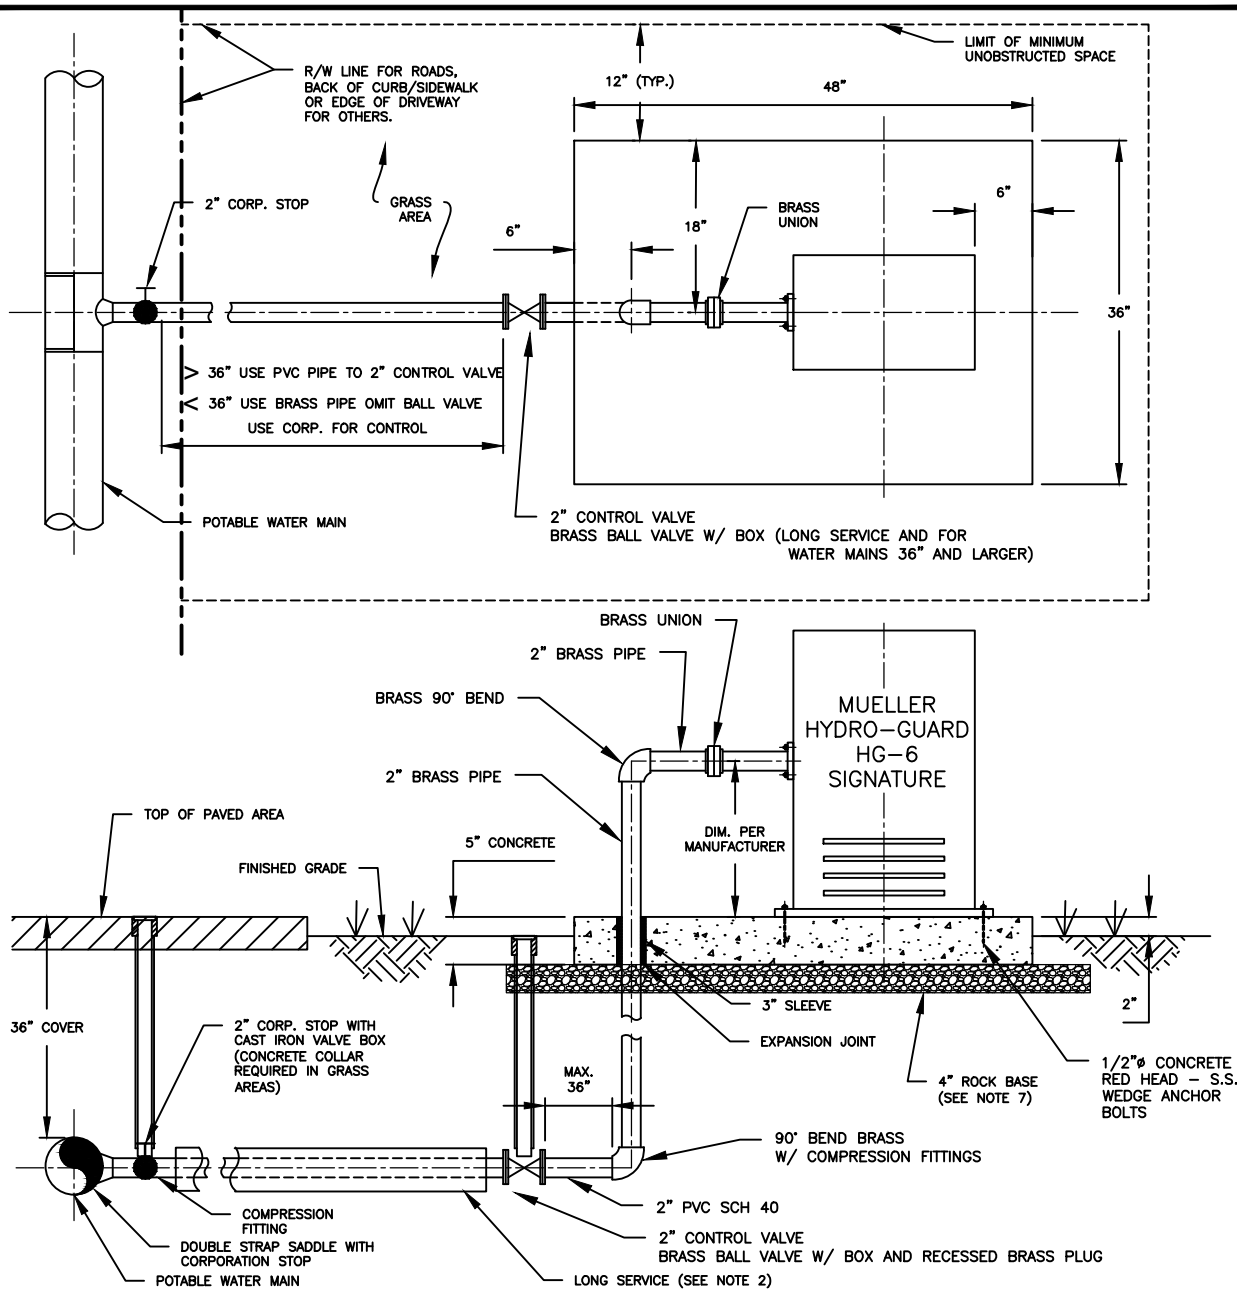 LIMIT OF MINIMUM
UNOBSTRUCTED SPACE
R/W LINE FOR ROADS,
BACK OF CURB/SIDEWALK
OR EDGE OF DRIVEWAY
FOR OTHERS.
12" (TYP.)
48"
2" CORP. STOP
GRASS
AREA
6"
18"
BRASS
UNION
6"
36"
> 36" USE PVC PIPE TO 2" CONTROL VALVE
< 36" USE BRASS PIPE OMIT BALL VALVE
USE CORP. FOR CONTROL
POTABLE WATER MAIN
2" CONTROL VALVE
BRASS BALL VALVE W/ BOX (LONG SERVICE AND FOR
WATER MAINS 36" AND LARGER)
BRASS UNION
2" BRASS PIPE
BRASS 90° BEND
2" BRASS PIPE
MUELLER
HYDRO-GUARD
HG-6
SIGNATURE
TOP OF PAVED AREA
5" CONCRETE
DIM. PER
MANUFACTURER
FINISHED GRADE
36" COVER
2" CORP. STOP WITH
CAST IRON VALVE BOX
(CONCRETE COLLAR
REQUIRED IN GRASS
AREAS)
MAX.
36"
3" SLEEVE
EXPANSION JOINT
2"
4" ROCK BASE
(SEE NOTE 7)
1/2"ø CONCRETE
RED HEAD - S.S.
WEDGE ANCHOR
BOLTS
90° BEND BRASS
W/ COMPRESSION FITTINGS
2" PVC SCH 40
COMPRESSION
FITTING
2" CONTROL VALVE
BRASS BALL VALVE W/ BOX AND RECESSED BRASS PLUG
DOUBLE STRAP SADDLE WITH
CORPORATION STOP
POTABLE WATER MAIN
LONG SERVICE (SEE NOTE 2)